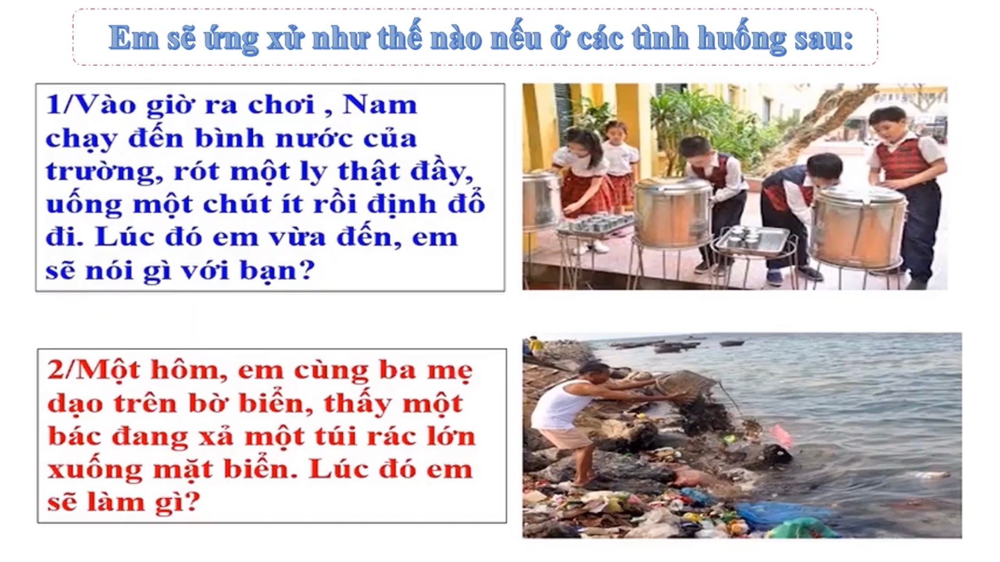 Em sẽ ứng xử như thế nào nếu ở các tình huống sau:
1/Vào giờ ra chơi , Nam
chạy đến bình nước của
trường, rót một ly thật đầy,
uống một chút ít rồi định đổ
đi. Lúc đó em vừa đến, em
sẽ nói gì với bạn?
2/Một hôm, em cùng ba mẹ
dạo trên bờ biển, thấy một
bác đang xả một túi rác lớn
xuống mặt biển. Lúc đó em
sẽ làm gì?